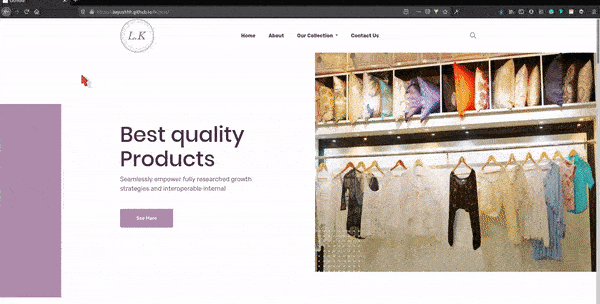 L.K
Home About Our Collection Contact Us
Best quality
Products
Seamlessly empower fully researched growth
strategies and interoperable internal
See Here